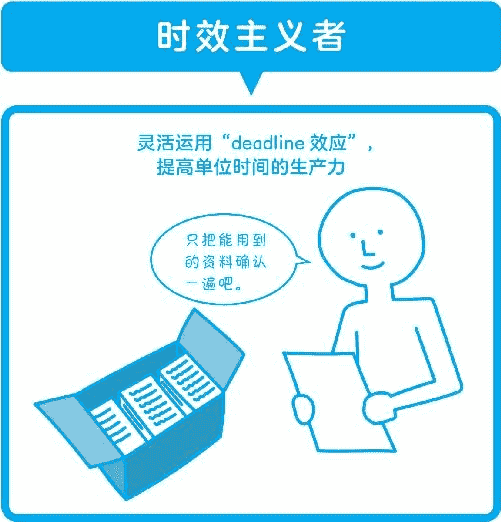 时效主义者
灵活运用“deadline 效应”，
提高单位时间的生产力
只把能用到
的资料确认
一遍吧。